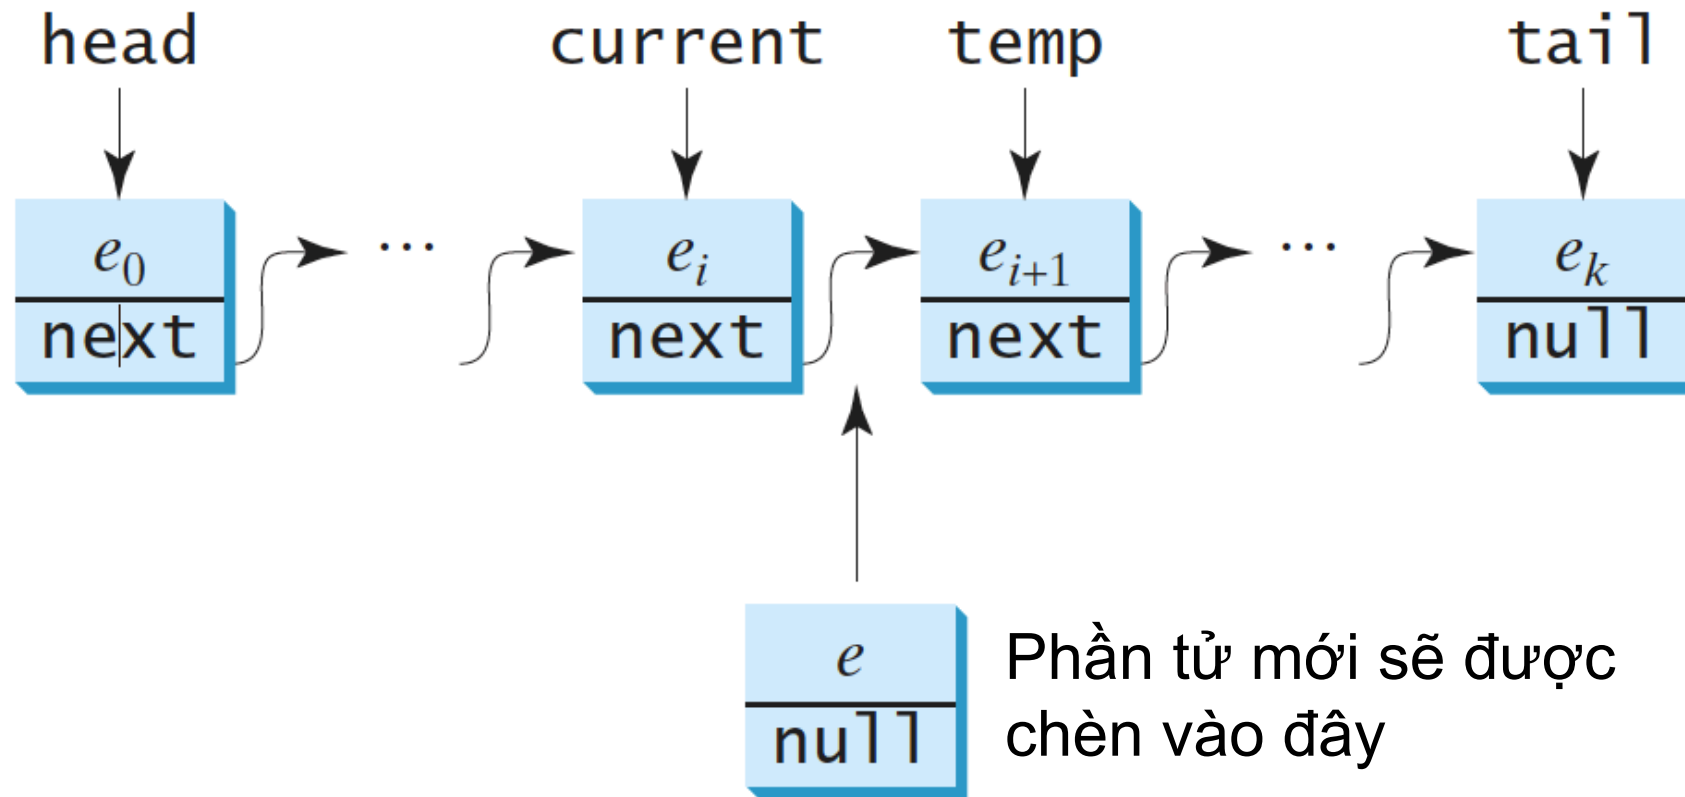 head current temp tail
e0 ... ei ei+1 ... ek
next next next null
e
null
Phần tử mới sẽ được
chèn vào đây